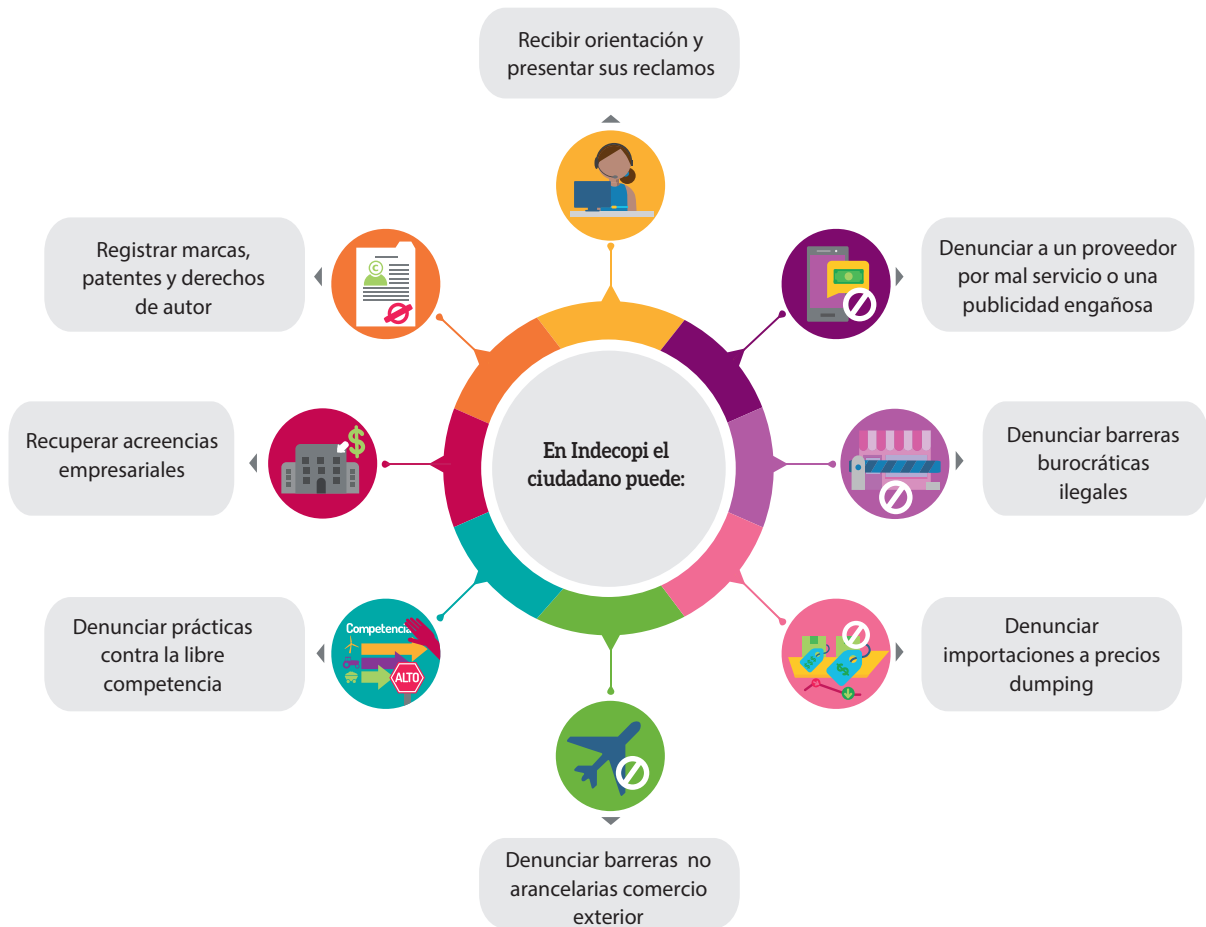 Recibir orientación y
presentar sus reclamos
Registrar marcas,
patentes y derechos
de autor
Denunciar a un proveedor
por mal servicio o una
publicidad engañosa
Recuperar acreencias
empresariales
En Indecopi el
ciudadano puede:
Denunciar barreras
burocráticas
ilegales
Denunciar prácticas
contra la libre
competencia
Competencia
ALTO
Denunciar
importaciones a precios
dumping
Denunciar barreras no
arancelarias comercio
exterior